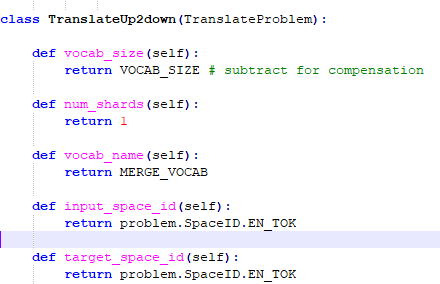 class TranslateUp2down(TranslateProblem):
def vocab_size(self):
return VOCAB_SIZE # subtract for compensation
def num_shards(self):
return 1
def vocab_name(self):
return MERGE_VOCAB
def input_space_id(self):
return problem.SpaceID.EN_TOK
def target_space_id(self):
return problem.SpaceID.EN_TOK